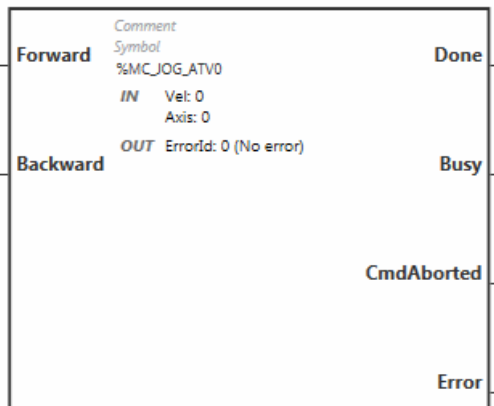 Comment
Forward
Symbol
Done
%MC_JOG_ATV0
IN Vel: 0
Axis: 0
OUT ErrorId: 0 (No error)
Backward
Busy
CmdAborted
Error